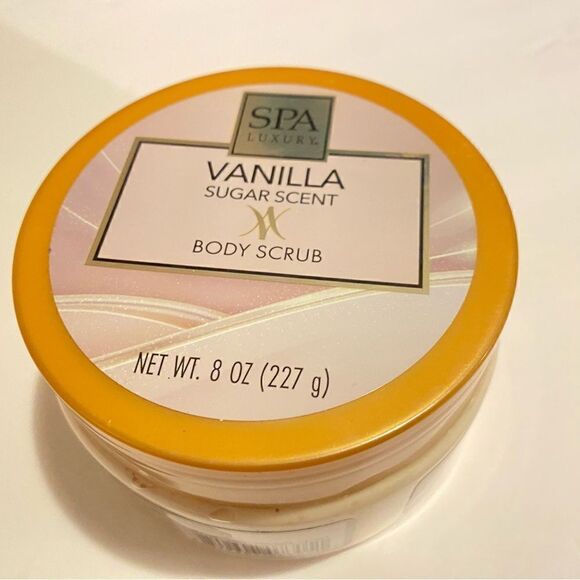 SPA
LUXURY
VANILLA
SUGAR SCENT
BODY SCRUB
NET WT. 8 OZ (227 g)